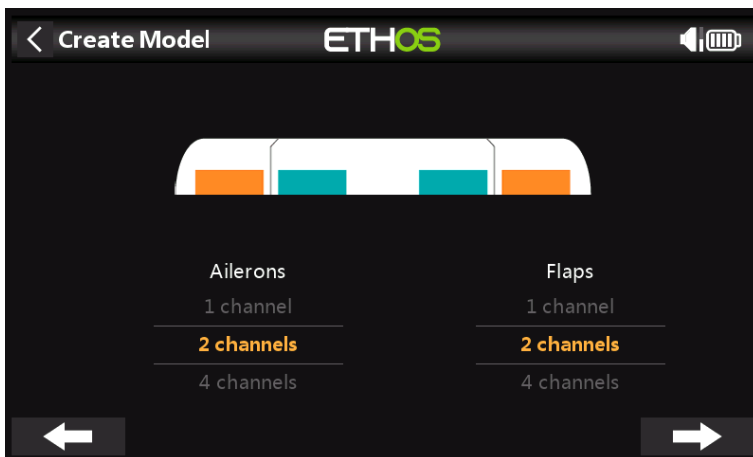 Create Model ETHOS
Ailerons Flaps
1 channel 1 channel
2 channels 2 channels
4 channels 4 channels